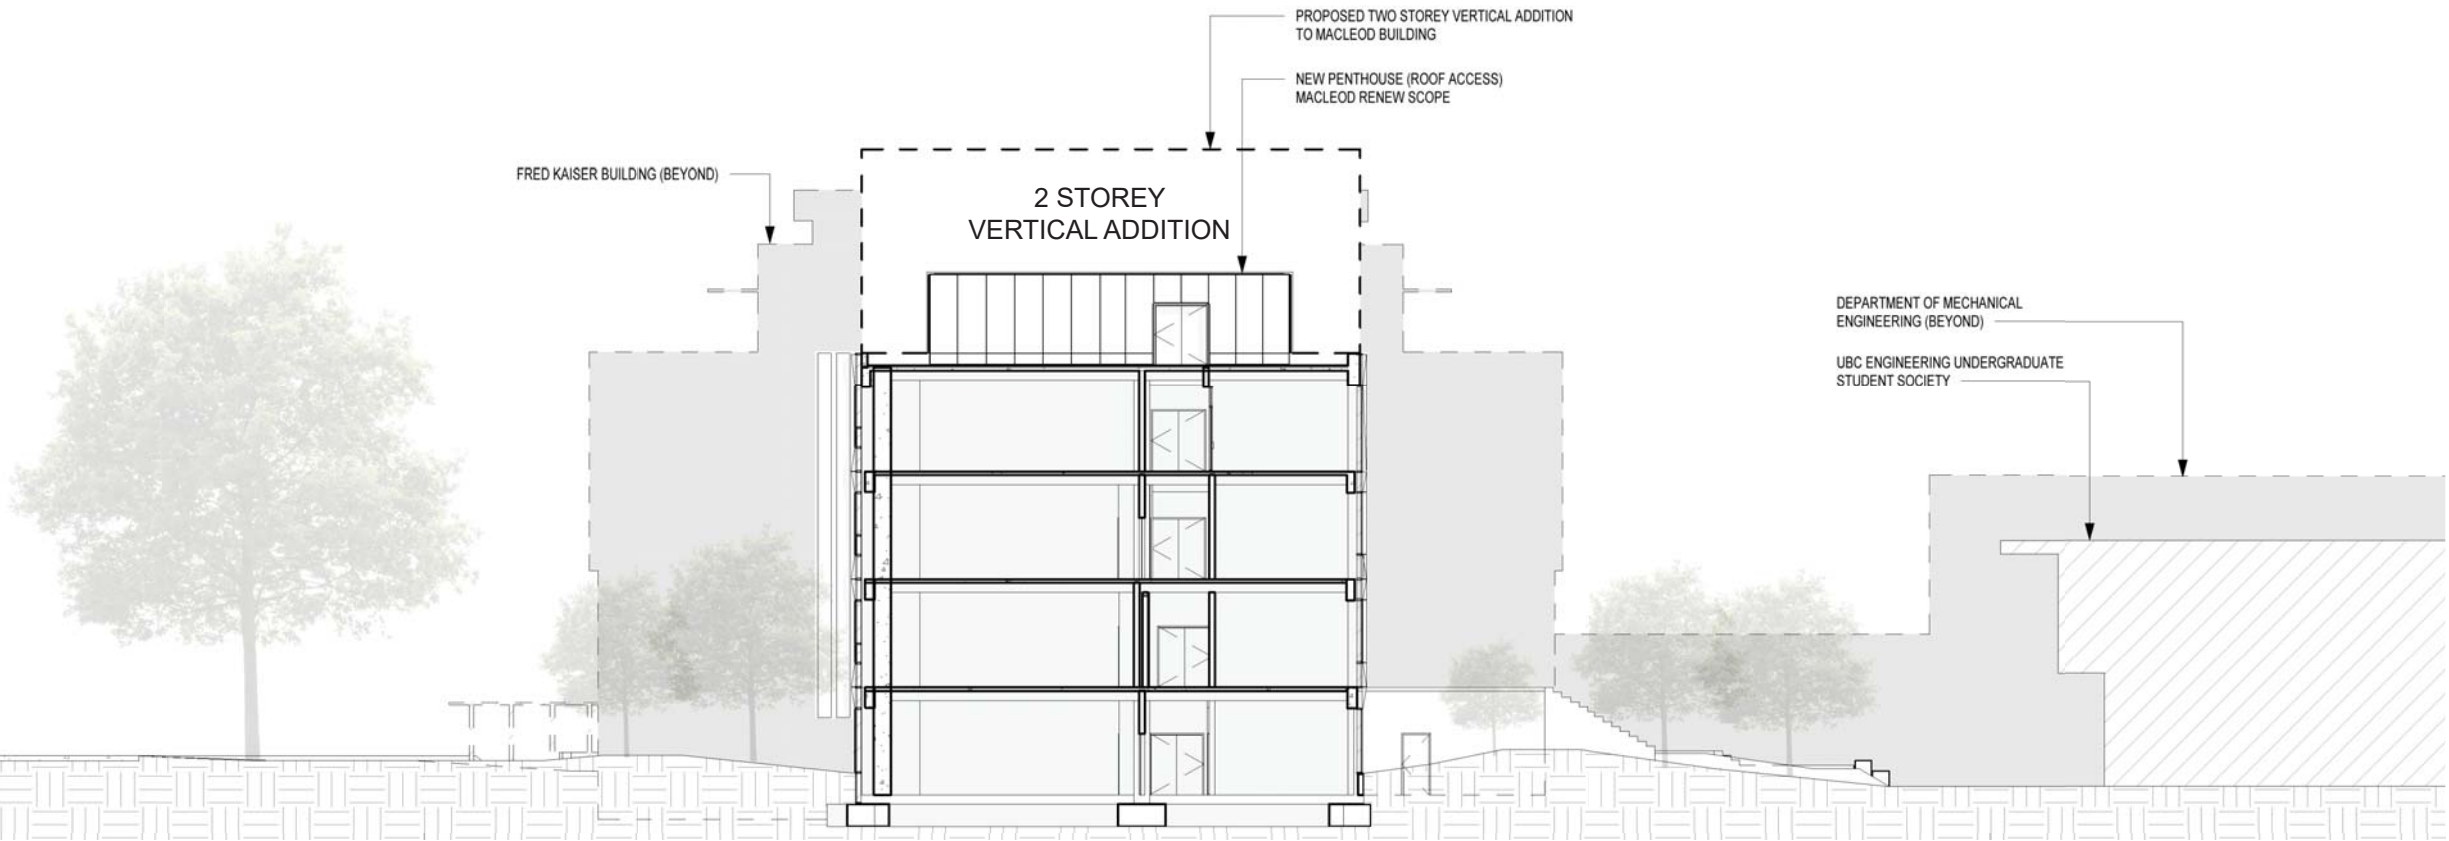 PROPOSED TWO STOREY VERTICAL ADDITION
TO MACLEOD BUILDING
NEW PENTHOUSE (ROOF ACCESS)
MACLEOD RENEW SCOPE
FRED KAISER BUILDING (BEYOND)
2 STOREY
VERTICAL ADDITION
DEPARTMENT OF MECHANICAL
ENGINEERING (BEYOND)
UBC ENGINEERING UNDERGRADUATE
STUDENT SOCIETY